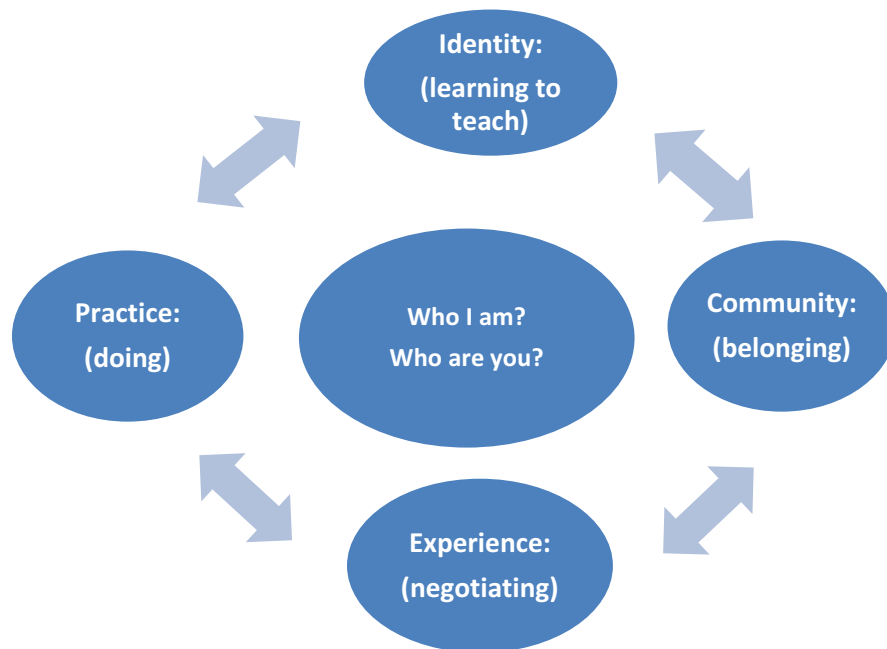 Identity:
(learning to
teach)
Practice:
(doing)
Who I am?
Who are you?
Community:
(belonging)
Experience:
(negotiating)